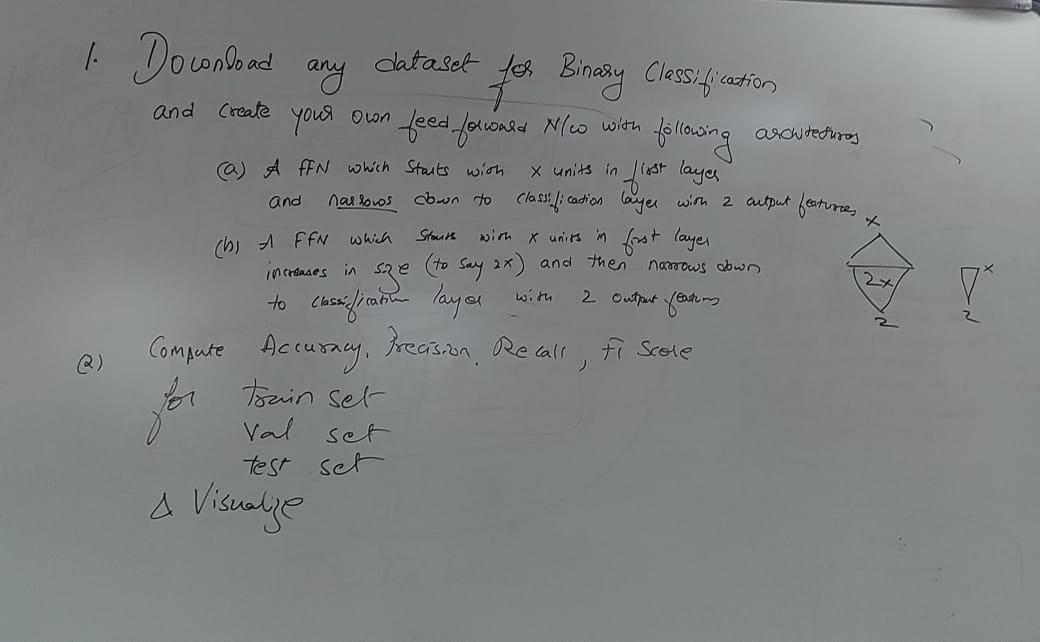 1. Download any dataset for Binary Classification
and create your own feed forward N/w with following architectures
(a) A FFN which starts with x units in first layer
and narrows down to classification layer with 2 output features
(b) A FFN which starts with x units in first layer
increases in size (to say 2x) and then narrows down
to classification layer with 2 output features
x
2x
2
x
2
(2) Compute Accuracy, Precision, Recall, F1 Score
for train set
val set
test set
& Visualize